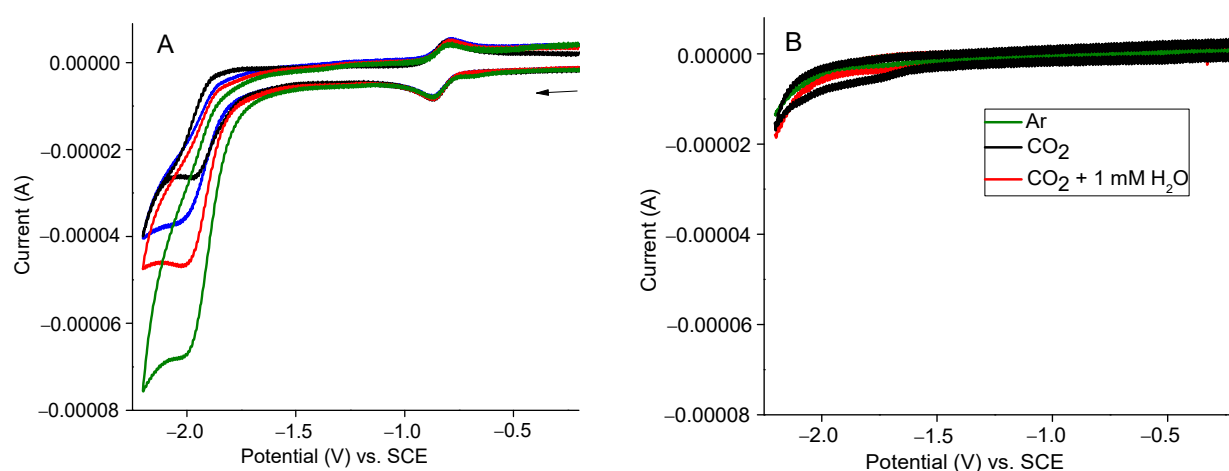 A
0.00000
−0.00002
−0.00004
−0.00006
−0.00008
Current (A)
−2.0 −1.5 −1.0 −0.5
Potential (V) vs. SCE
B
0.00000
−0.00002
−0.00004
−0.00006
−0.00008
Current (A)
Ar
CO₂
CO₂ + 1 mM H₂O
−2.0 −1.5 −1.0 −0.5
Potential (V) vs. SCE